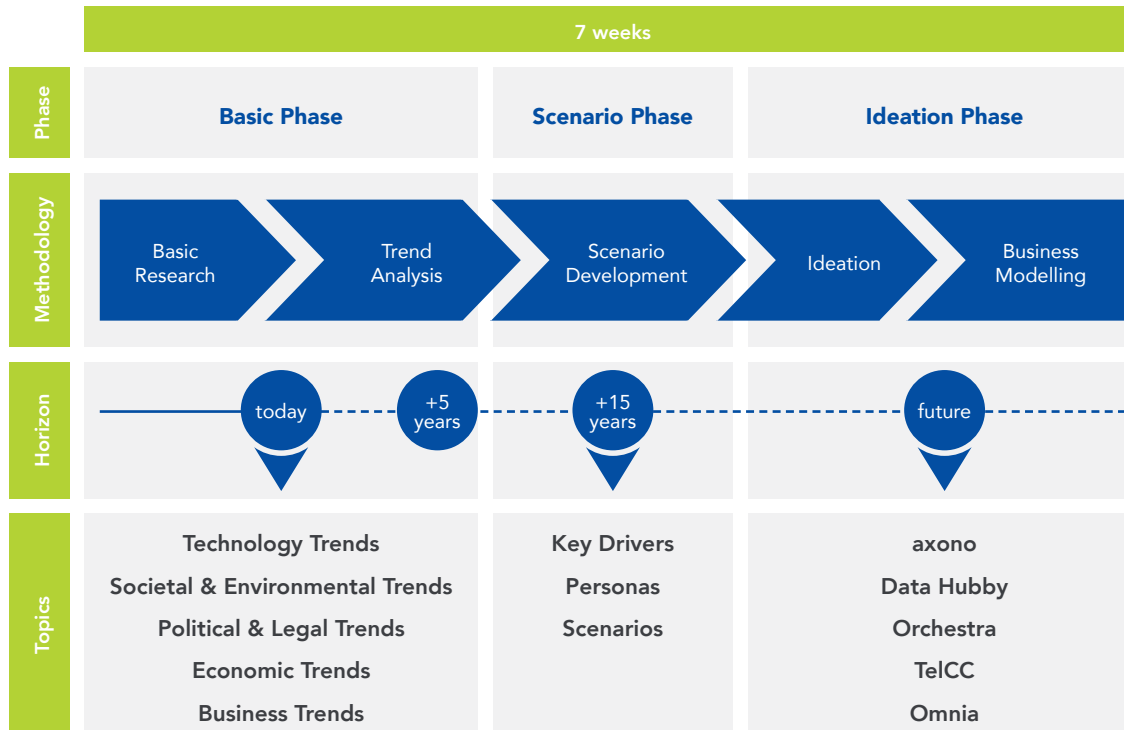 7 weeks
Phase
Basic Phase
Scenario Phase
Ideation Phase
Methodology
Basic
Research
Trend
Analysis
Scenario
Development
Ideation
Business
Modelling
Horizon
today
+5
years
+15
years
future
Topics
Technology Trends
Societal & Environmental Trends
Political & Legal Trends
Economic Trends
Business Trends
Key Drivers
Personas
Scenarios
axono
Data Hubby
Orchestra
TelCC
Omnia